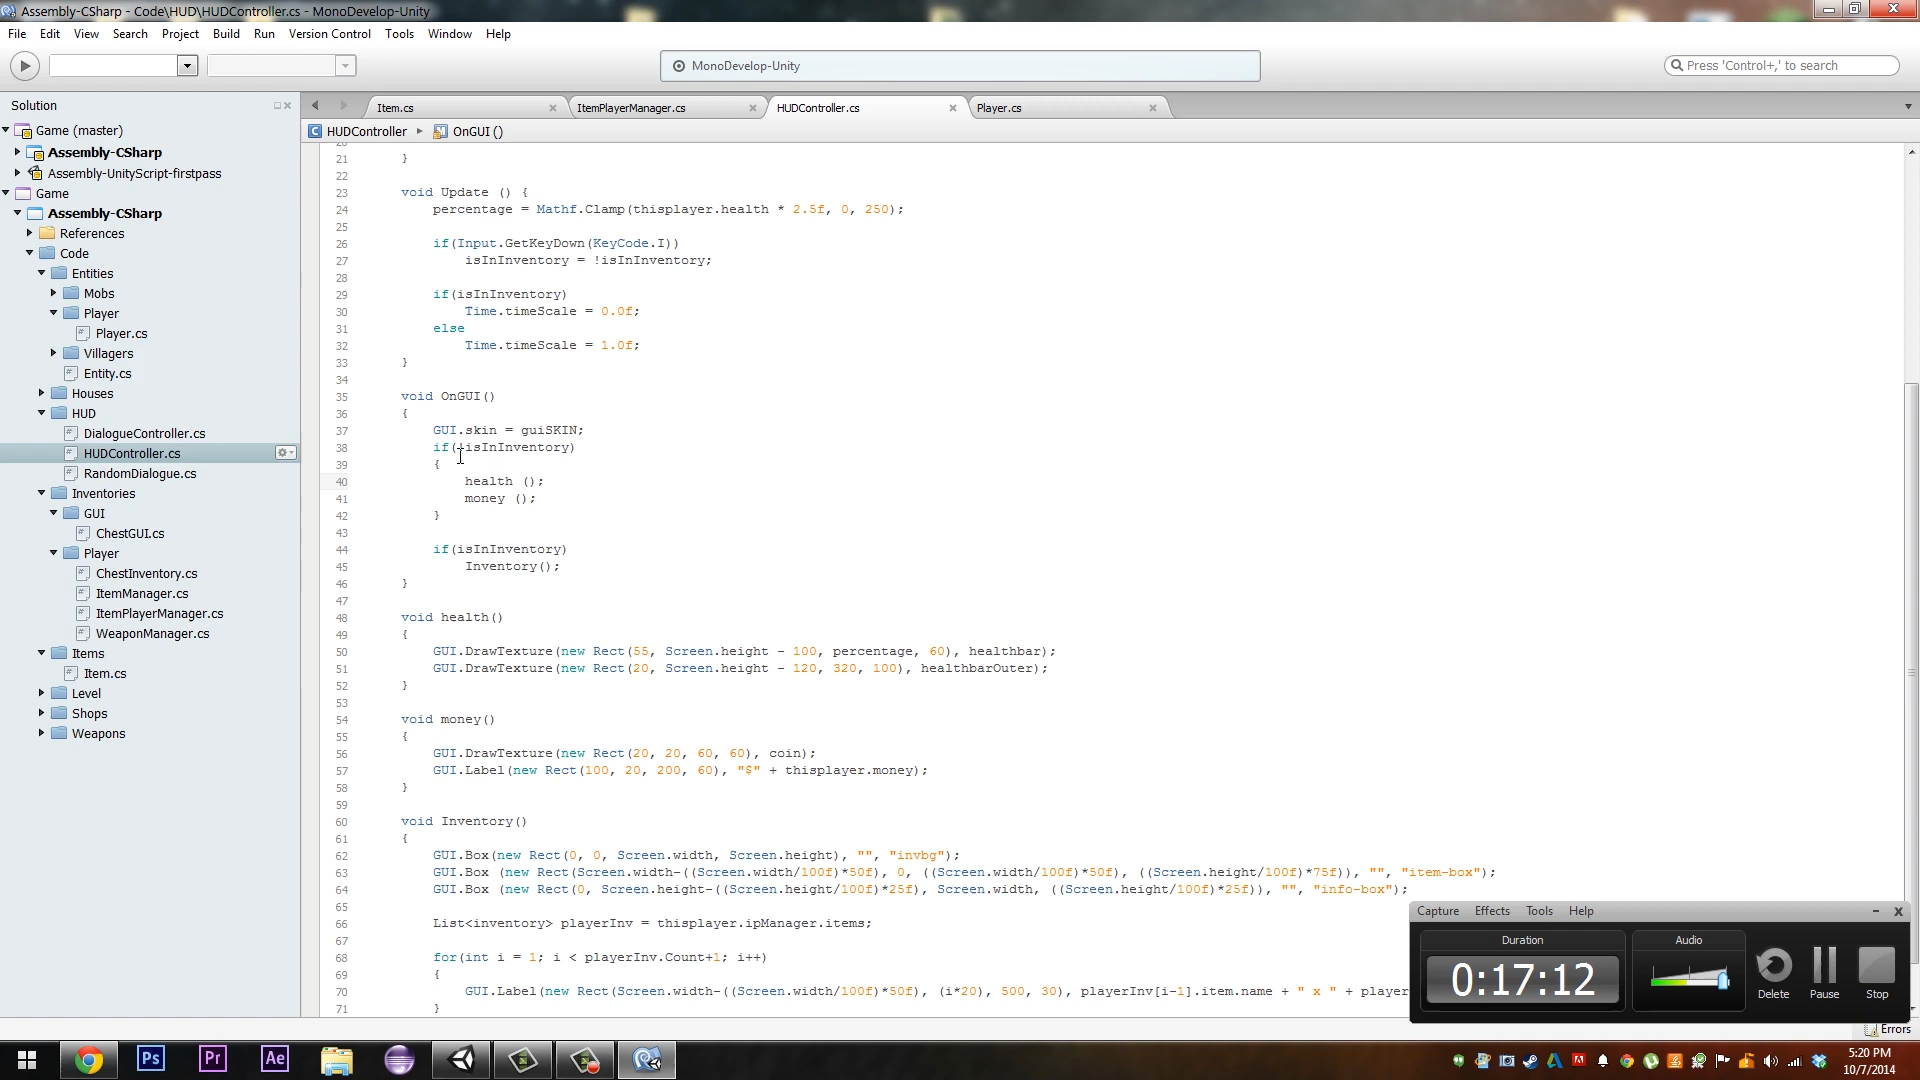 Assembly-CSharp - Code\HUD\HUDController.cs - MonoDevelop-Unity
File Edit View Search Project Build Run Version Control Tools Window Help
MonoDevelop-Unity
Press 'Control+,' to search
Solution
Game (master)
Assembly-CSharp
Assembly-UnityScript-firstpass
Game
Assembly-CSharp
References
Code
Entities
Mobs
Player
Player.cs
Villagers
Entity.cs
Houses
HUD
DialogueController.cs
HUDController.cs
RandomDialogue.cs
Inventories
GUI
ChestGUI.cs
Player
ChestInventory.cs
ItemManager.cs
ItemPlayerManager.cs
WeaponManager.cs
Items
Item.cs
Level
Shops
Weapons
Item.cs ItemPlayerManager.cs HUDController.cs Player.cs
HUDController OnGUI ()
21 }
22
23 void Update () {
24 percentage = Mathf.Clamp(thisplayer.health * 2.5f, 0, 250);
25
26 if(Input.GetKeyDown(KeyCode.I))
27 isInInventory = !isInInventory;
28
29 if(isInInventory)
30 Time.timeScale = 0.0f;
31 else
32 Time.timeScale = 1.0f;
33 }
34
35 void OnGUI()
36 {
37 GUI.skin = guiSKIN;
38 if(!isInInventory)
39 {
40 health ();
41 money ();
42 }
43
44 if(isInInventory)
45 Inventory();
46 }
47
48 void health()
49 {
50 GUI.DrawTexture(new Rect(55, Screen.height - 100, percentage, 60), healthbar);
51 GUI.DrawTexture(new Rect(20, Screen.height - 120, 320, 100), healthbarOuter);
52 }
53
54 void money()
55 {
56 GUI.DrawTexture(new Rect(20, 20, 60, 60), coin);
57 GUI.Label(new Rect(100, 20, 200, 60), "$" + thisplayer.money);
58 }
59
60 void Inventory()
61 {
62 GUI.Box(new Rect(0, 0, Screen.width, Screen.height), "", "invbg");
63 GUI.Box (new Rect(Screen.width-((Screen.width/100f)*50f), 0, ((Screen.width/100f)*50f), ((Screen.height/100f)*75f)), "", "item-box");
64 GUI.Box (new Rect(0, Screen.height-((Screen.height/100f)*25f), Screen.width, ((Screen.height/100f)*25f)), "", "info-box");
65
66 List<inventory> playerInv = thisplayer.ipManager.items;
67
68 for(int i = 1; i < playerInv.Count+1; i++)
69 {
70 GUI.Label(new Rect(Screen.width-((Screen.width/100f)*50f), (i*20), 500, 30), playerInv[i-1].item.name + " x " + player
71 }
Capture Effects Tools Help
Duration
0:17:12
Audio
Delete Pause Stop
Errors
Ps Pr Ae
5:20 PM
10/7/2014